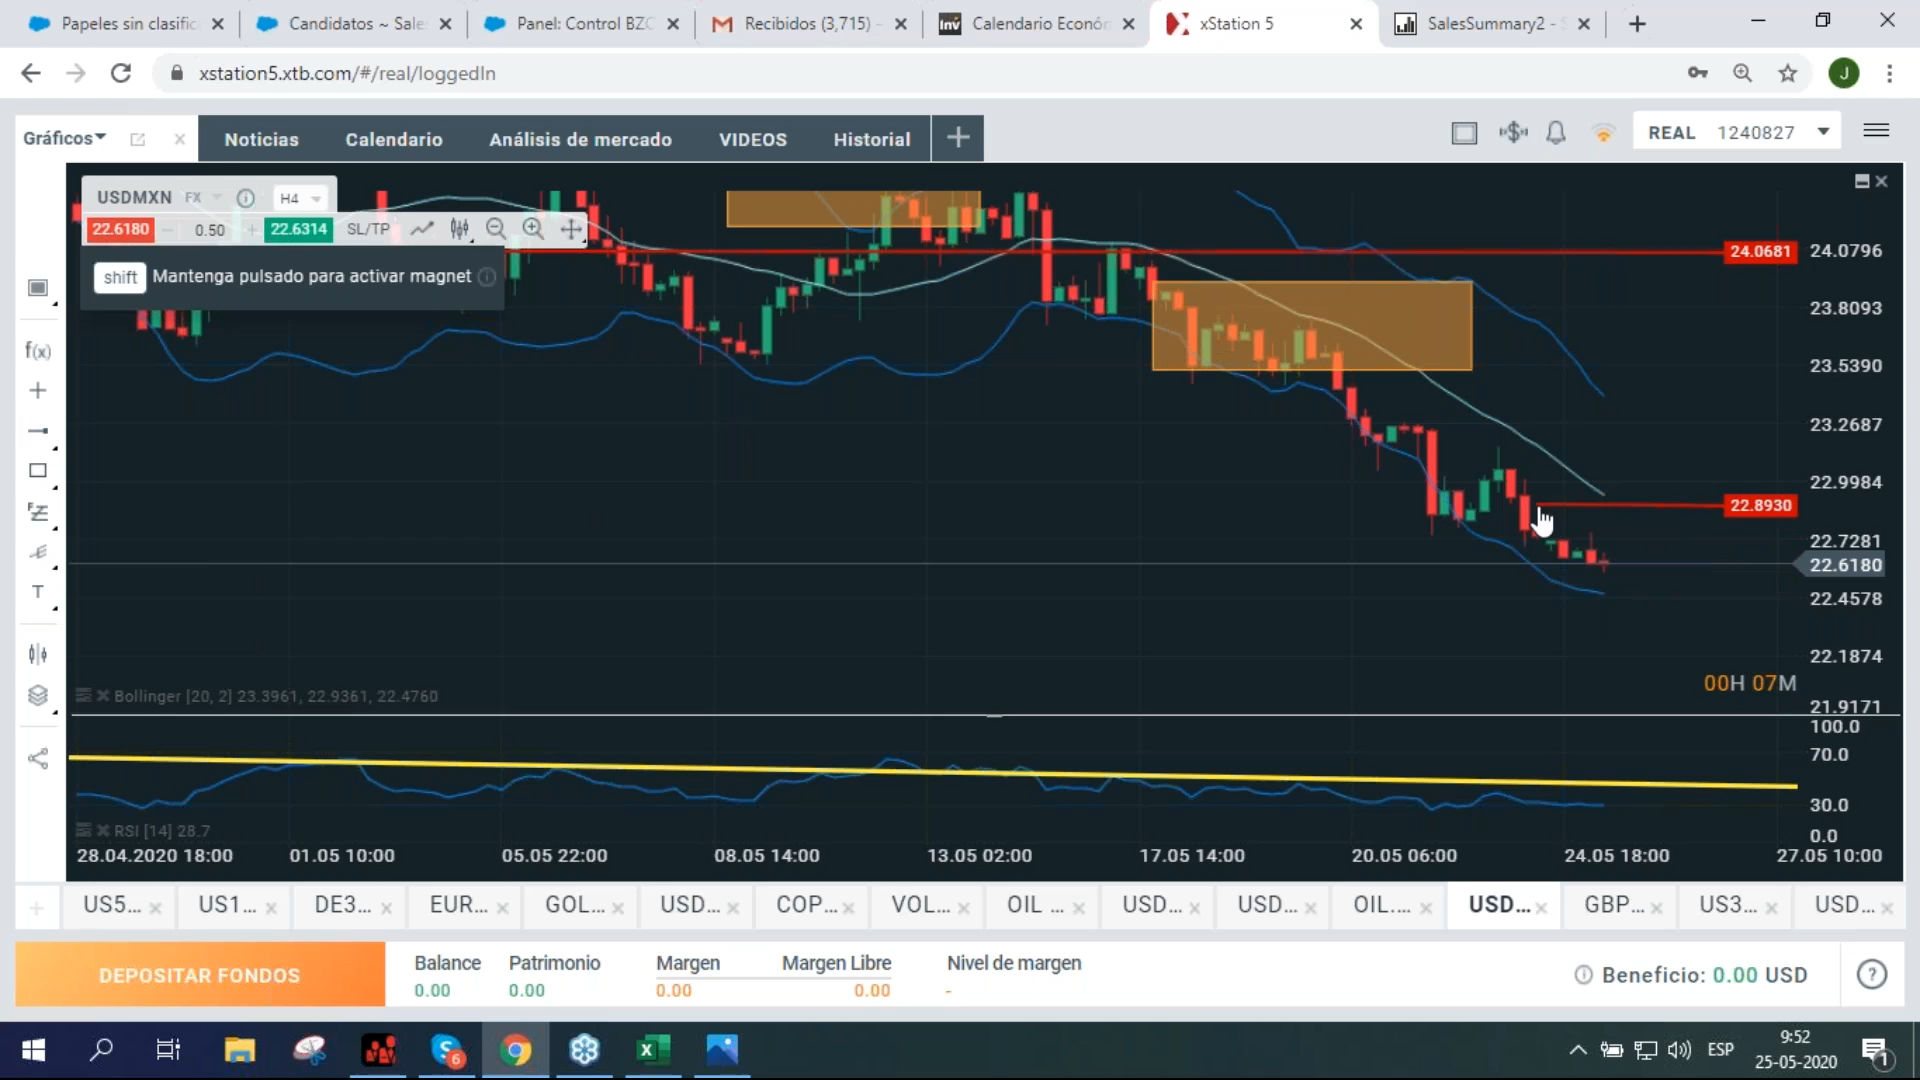 Papeles sin clasific
Candidatos ~ Sale
Panel: Control BZC
Recibidos (3,715) -
Calendario Económ
xStation 5
SalesSummary2 - S
xstation5.xtb.com/#/real/loggedIn
J
Gráficos
Noticias
Calendario
Análisis de mercado
VIDEOS
Historial
REAL 1240827
USDMXN FX H4
22.6180 0.50 22.6314 SL/TP
shift Mantenga pulsado para activar magnet
f(x)
T
24.0681
24.0796
23.8093
23.5390
23.2687
22.9984
22.8930
22.7281
22.6180
22.4578
22.1874
00H 07M
21.9171
Bollinger [20, 2] 23.3961, 22.9361, 22.4760
100.0
70.0
30.0
0.0
RSI [14] 28.7
28.04.2020 18:00
01.05 10:00
05.05 22:00
08.05 14:00
13.05 02:00
17.05 14:00
20.05 06:00
24.05 18:00
27.05 10:00
US5...
US1...
DE3...
EUR...
GOL...
USD...
COP...
VOL...
OIL ...
USD...
USD...
OIL....
USD...
GBP...
US3...
USD...
DEPOSITAR FONDOS
Balance
Patrimonio
Margen
Margen Libre
Nivel de margen
0.00
0.00
0.00
0.00
-
Beneficio: 0.00 USD
ESP
9:52
25-05-2020
6
1